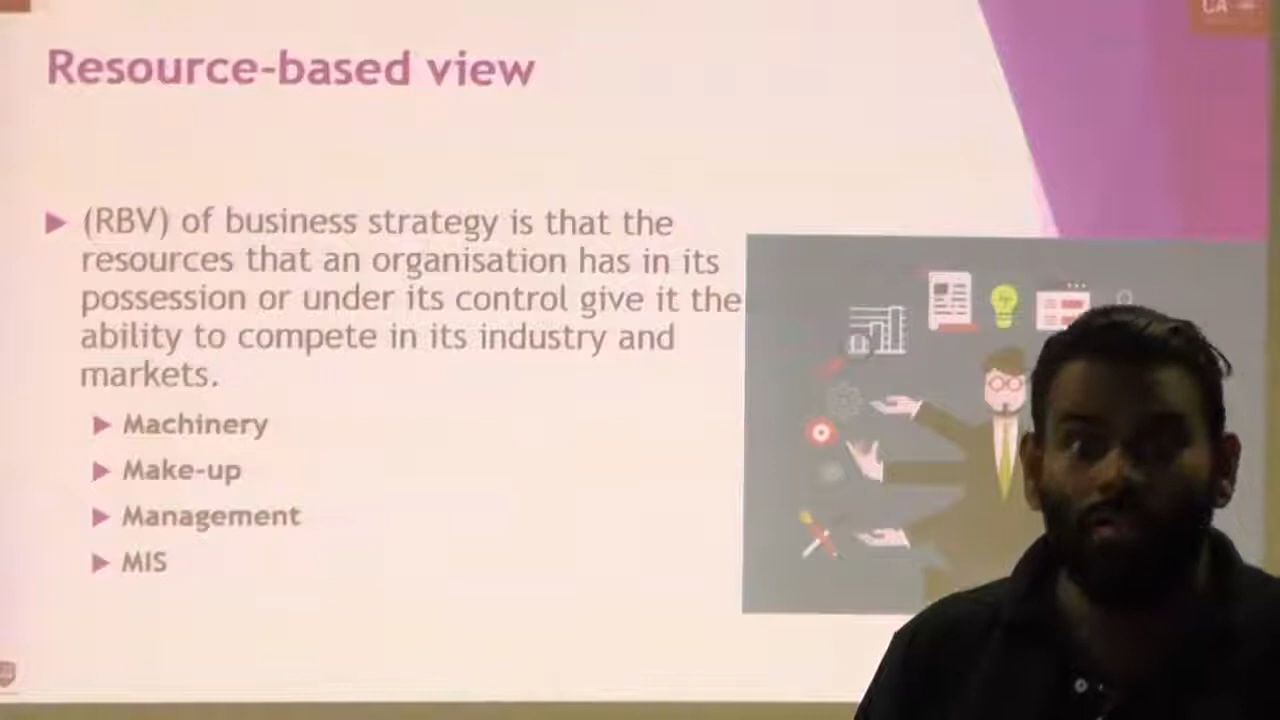 CA
Resource-based view
(RBV) of business strategy is that the
resources that an organisation has in its
possession or under its control give it the
ability to compete in its industry and
markets.
Machinery
Make-up
Management
MIS